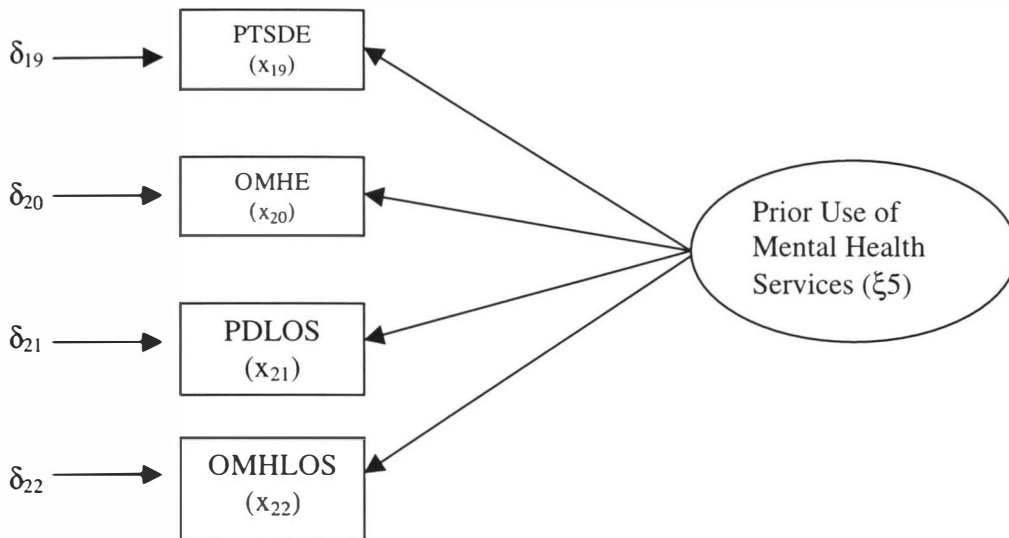 δ₁₉
PTSDE
(x₁₉)
δ₂₀
OMHE
(x₂₀)
Prior Use of
Mental Health
Services (ξ5)
δ₂₁
PDLOS
(x₂₁)
δ₂₂
OMHLOS
(x₂₂)